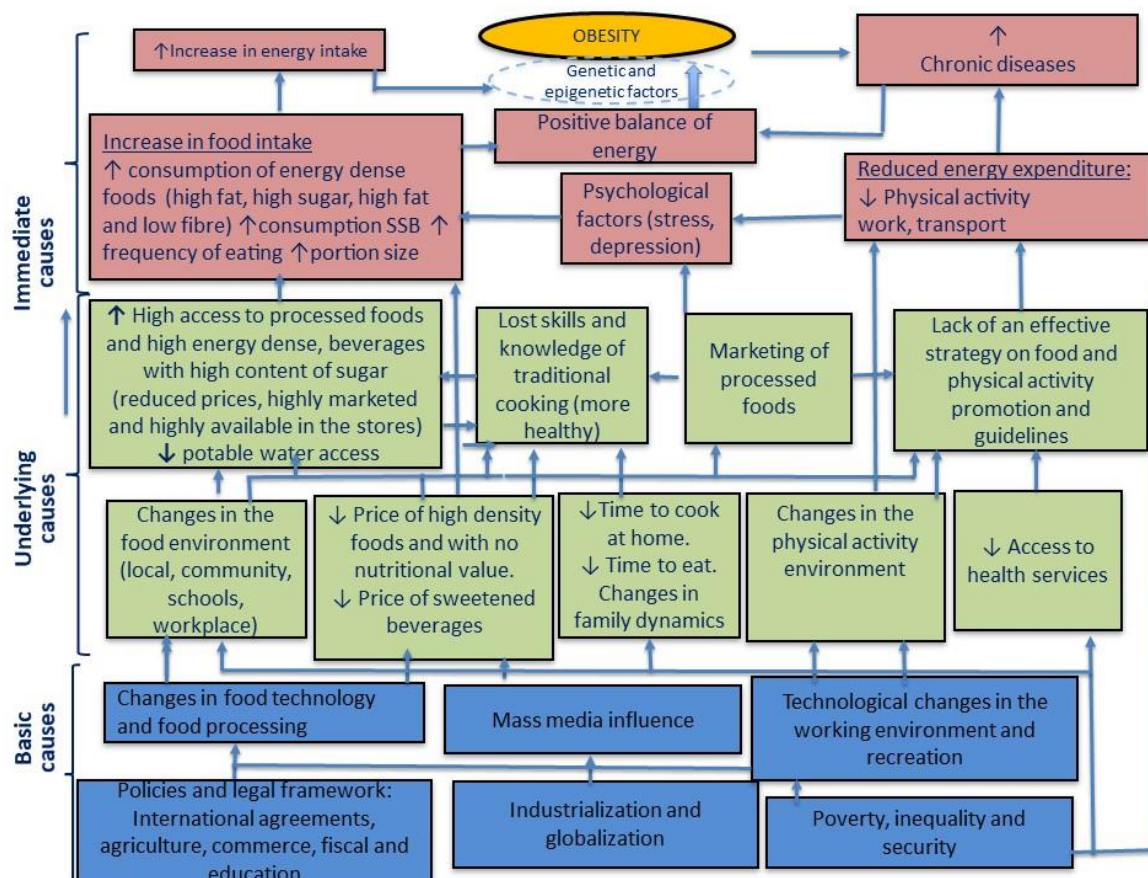 OBESITY
↑Increase in energy intake
Genetic and
epigenetic factors
↑
Chronic diseases
Positive balance of
energy
Increase in food intake
↑ consumption of energy dense
foods (high fat, high sugar, high fat
and low fibre) ↑consumption SSB ↑
frequency of eating ↑portion size
Psychological
factors (stress,
depression)
Reduced energy expenditure:
↓ Physical activity
work, transport
Immediate
causes
↑ High access to processed foods
and high energy dense, beverages
with high content of sugar
(reduced prices, highly marketed
and highly available in the stores)
↓ potable water access
Lost skills and
knowledge of
traditional
cooking (more
healthy)
Marketing of
processed
foods
Lack of an effective
strategy on food and
physical activity
promotion and
guidelines
Underlying
causes
Changes in the
food environment
(local, community,
schools,
workplace)
↓ Price of high density
foods and with no
nutritional value.
↓ Price of sweetened
beverages
↓Time to cook
at home.
↓ Time to eat.
Changes in
family dynamics
Changes in the
physical activity
environment
↓ Access to
health services
Basic
causes
Changes in food technology
and food processing
Mass media influence
Technological changes in the
working environment and
recreation
Policies and legal framework:
International agreements,
agriculture, commerce, fiscal and
education
Industrialization and
globalization
Poverty, inequality and
security